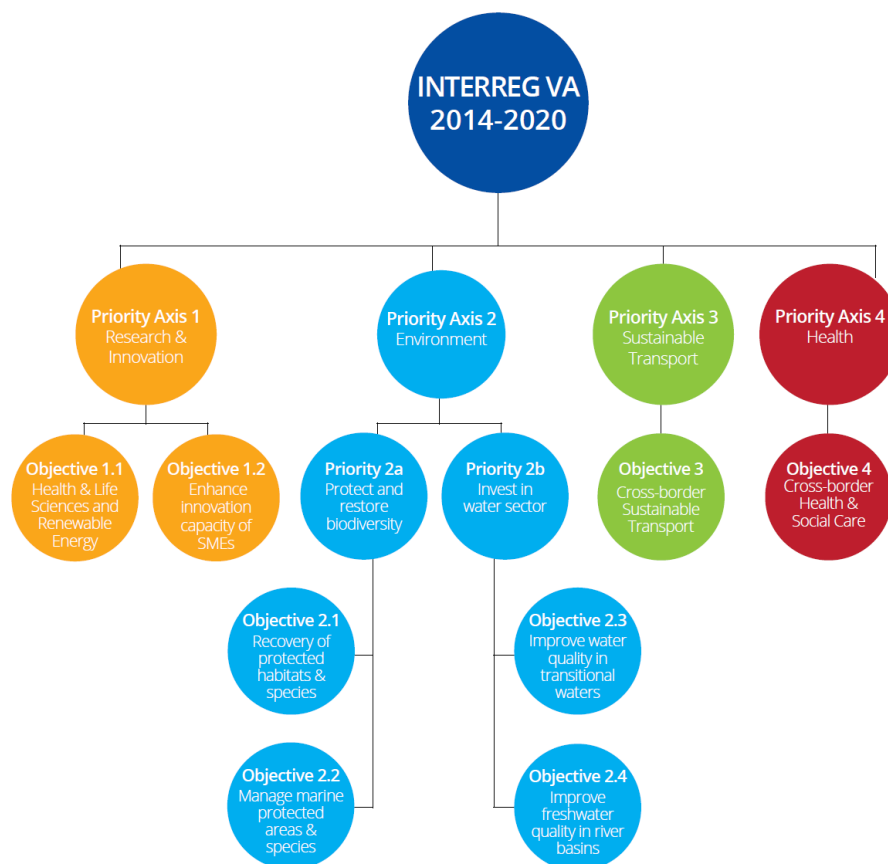 INTERREG VA
2014-2020
Priority Axis 1
Research &
Innovation
Priority Axis 2
Environment
Priority Axis 3
Sustainable
Transport
Priority Axis 4
Health
Objective 1.1
Health & Life
Sciences and
Renewable
Energy
Objective 1.2
Enhance
innovation
capacity of
SMEs
Priority 2a
Protect and
restore
biodiversity
Priority 2b
Invest in
water sector
Objective 3
Cross-border
Sustainable
Transport
Objective 4
Cross-border
Health &
Social Care
Objective 2.1
Recovery of
protected
habitats &
species
Objective 2.3
Improve water
quality in
transitional
waters
Objective 2.2
Manage marine
protected
areas &
species
Objective 2.4
Improve
freshwater
quality in river
basins